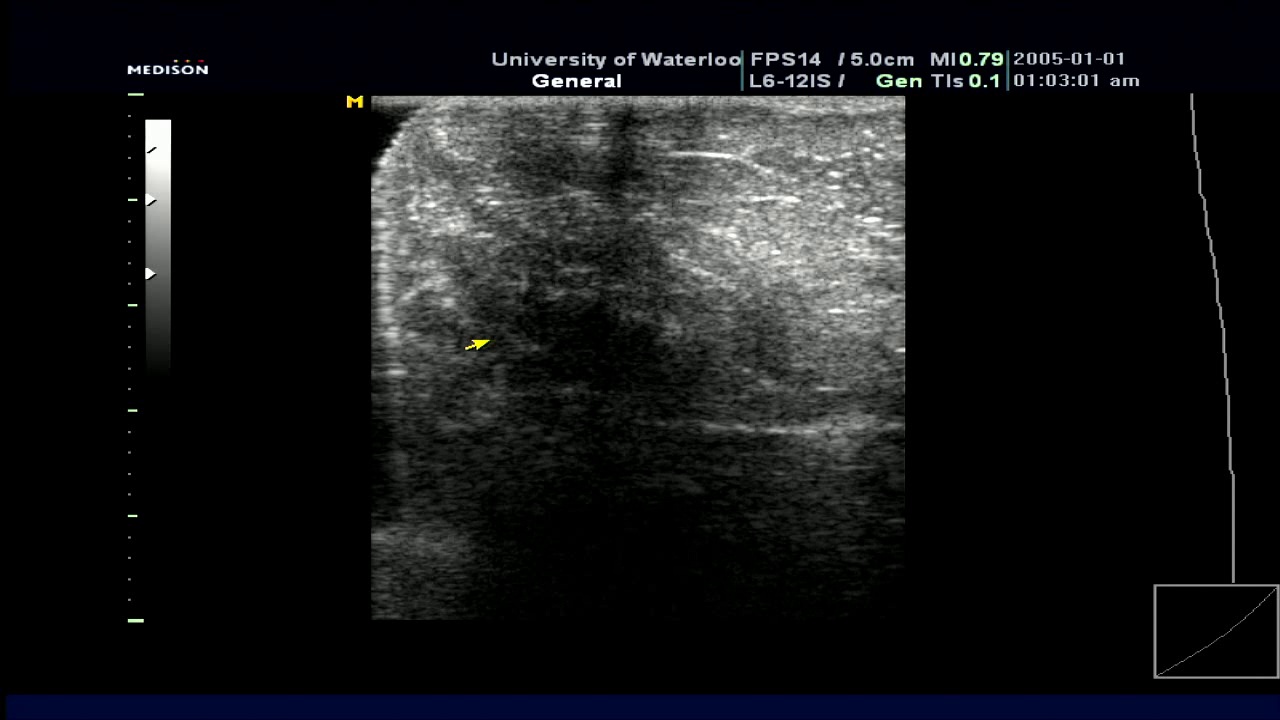 MEDISON
University of Waterloo FPS14 / 5.0cm MI 0.79 2005-01-01
General L6-12IS / Gen TIs 0.1 01:03:01 am
M